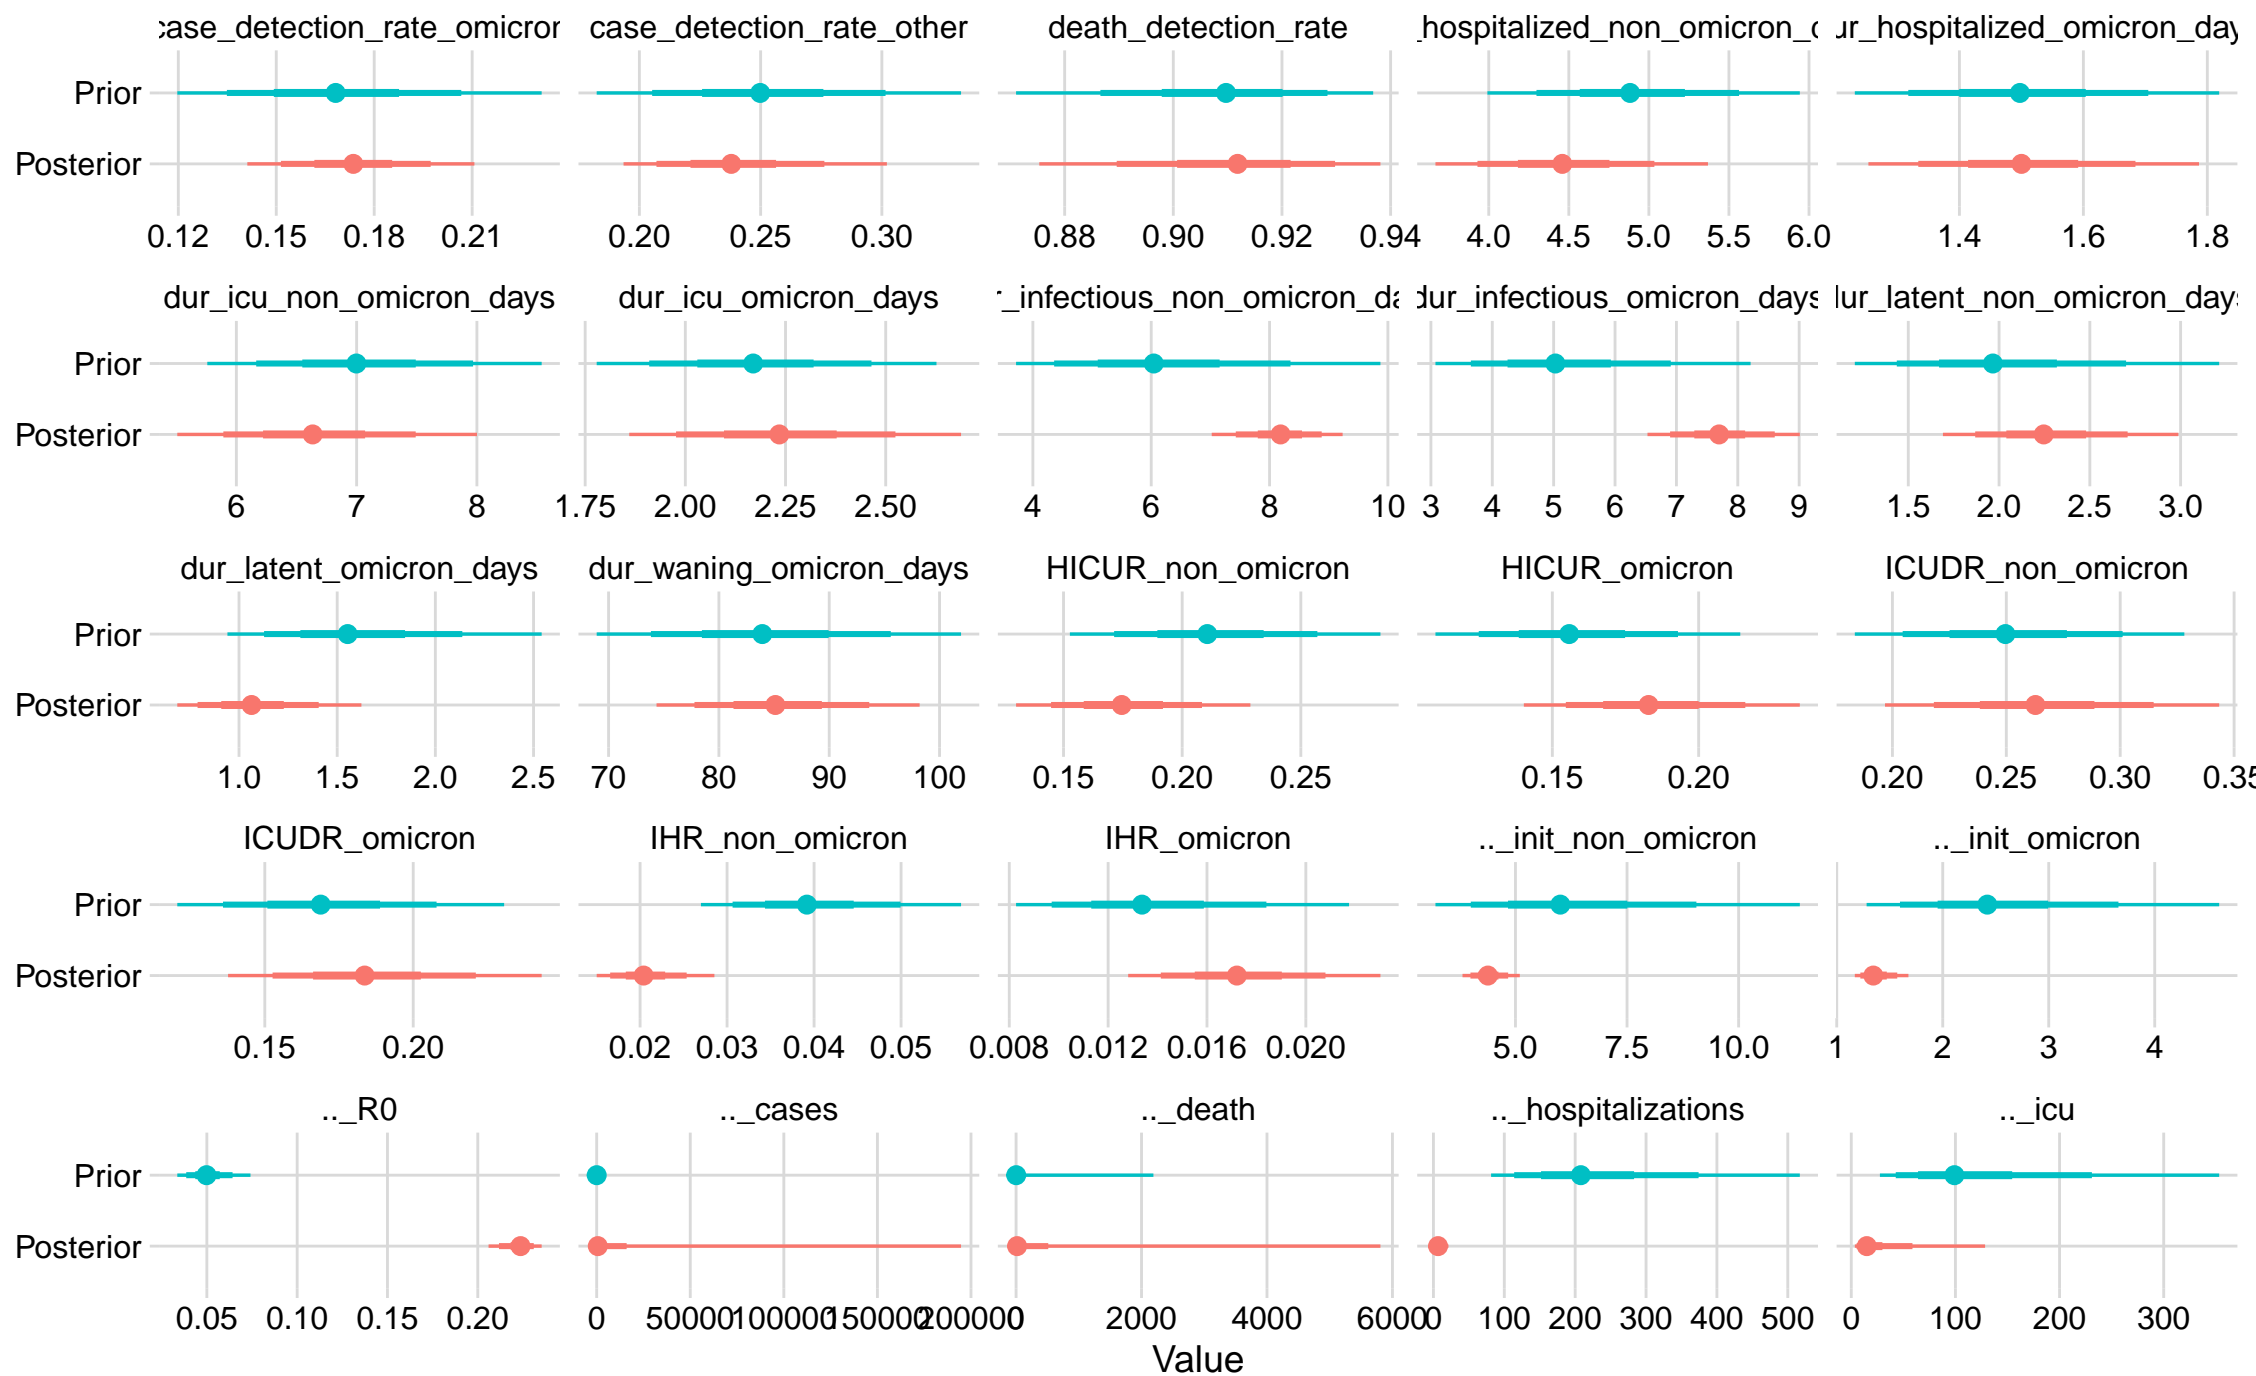 case_detection_rate_omicron case_detection_rate_other death_detection_rate _hospitalized_non_omicron_d ur_hospitalized_omicron_day
Prior
Posterior
0.12 0.15 0.18 0.21 0.20 0.25 0.30 0.88 0.90 0.92 0.94 4.0 4.5 5.0 5.5 6.0 1.4 1.6 1.8
dur_icu_non_omicron_days dur_icu_omicron_days r_infectious_non_omicron_da dur_infectious_omicron_days dur_latent_non_omicron_days
Prior
Posterior
6 7 8 1.75 2.00 2.25 2.50 4 6 8 10 3 4 5 6 7 8 9 1.5 2.0 2.5 3.0
dur_latent_omicron_days dur_waning_omicron_days HICUR_non_omicron HICUR_omicron ICUDR_non_omicron
Prior
Posterior
1.0 1.5 2.0 2.5 70 80 90 100 0.15 0.20 0.25 0.15 0.20 0.20 0.25 0.30 0.35
ICUDR_omicron IHR_non_omicron IHR_omicron .._init_non_omicron .._init_omicron
Prior
Posterior
0.15 0.20 0.02 0.03 0.04 0.05 0.008 0.012 0.016 0.020 5.0 7.5 10.0 1 2 3 4
.._R0 .._cases .._death .._hospitalizations .._icu
Prior
Posterior
0.05 0.10 0.15 0.20 0 50000 100000 150000 200000 0 2000 4000 6000 0 100 200 300 400 500 0 100 200 300
Value